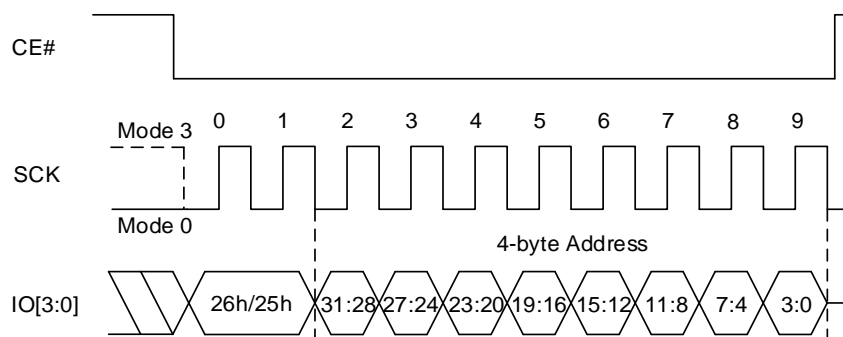 CE#
Mode 3
0 1 2 3 4 5 6 7 8 9
SCK
Mode 0
4-byte Address
IO[3:0]
26h/25h 31:28 27:24 23:20 19:16 15:12 11:8 7:4 3:0